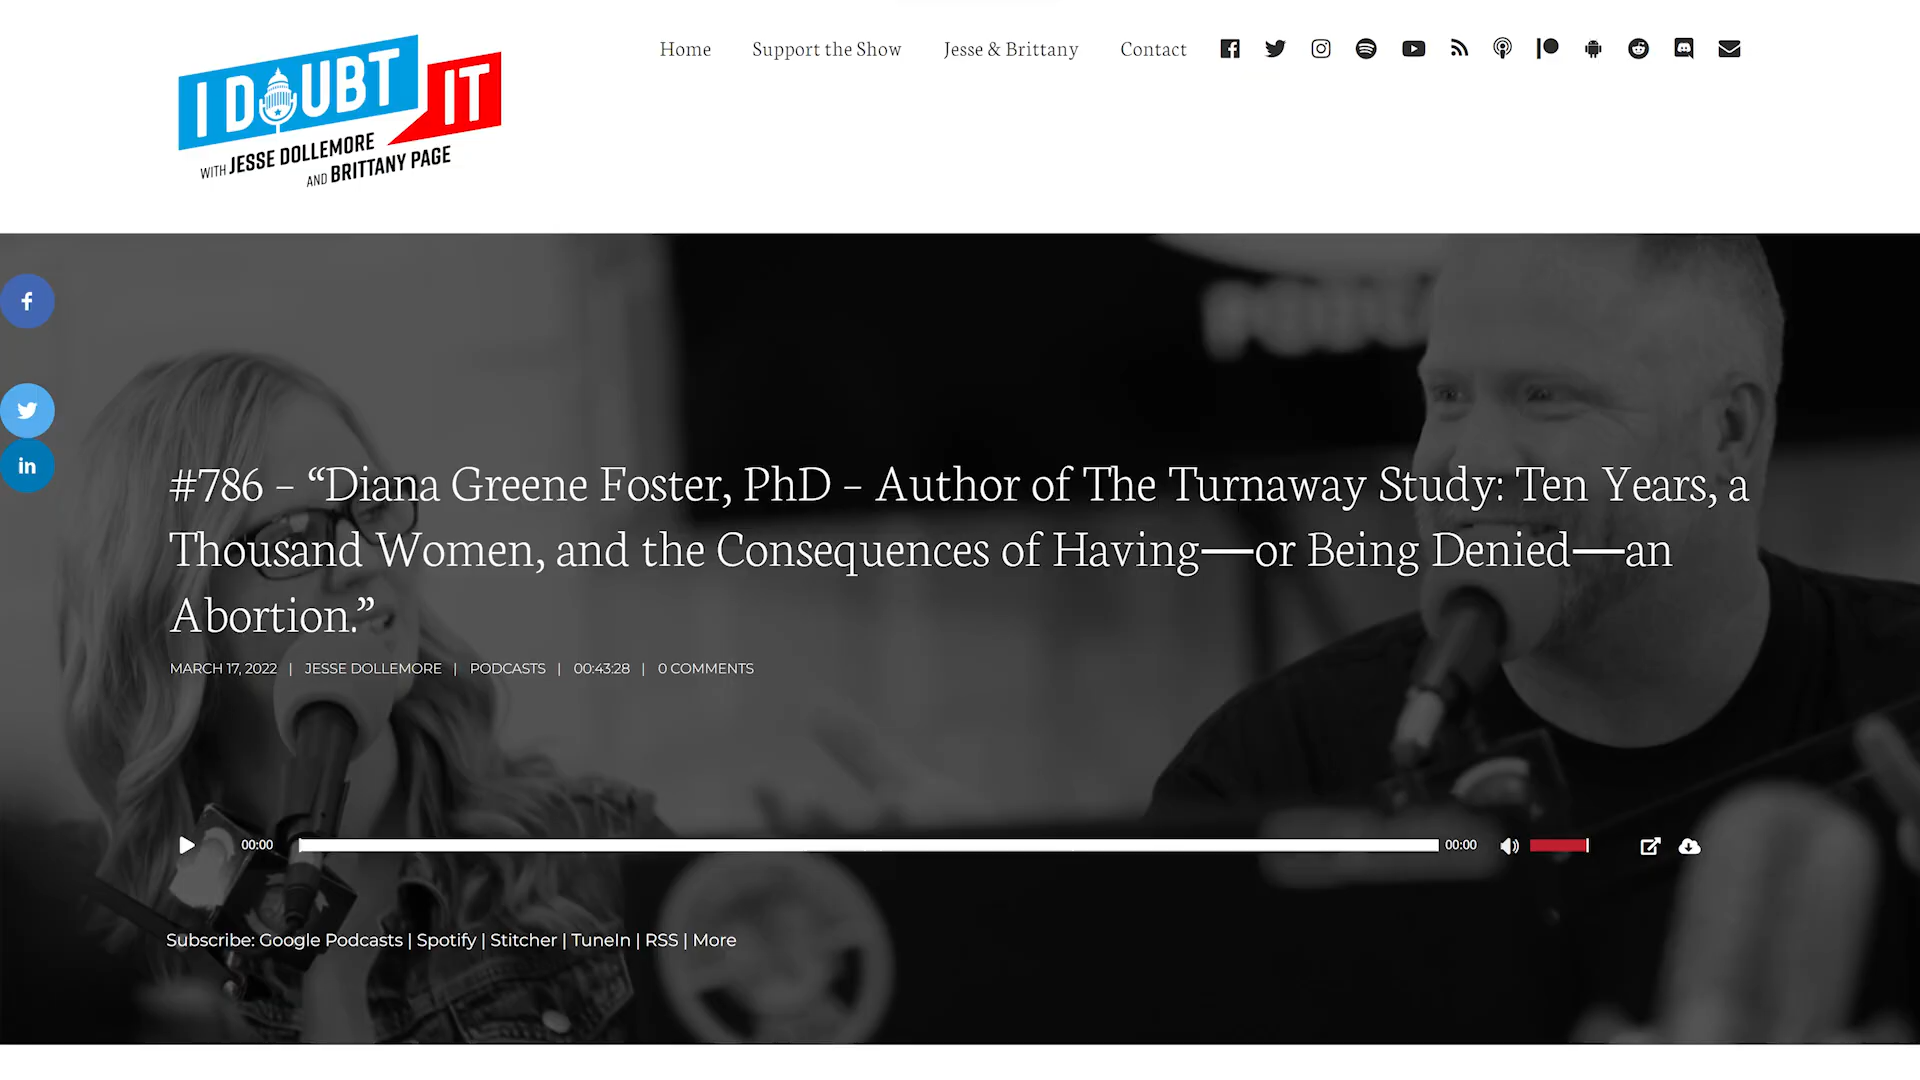 I DOUBT IT
WITH JESSE DOLLEMORE
AND BRITTANY PAGE
Home Support the Show Jesse & Brittany Contact
#786 – “Diana Greene Foster, PhD – Author of The Turnaway Study: Ten Years, a
Thousand Women, and the Consequences of Having—or Being Denied—an
Abortion.”
MARCH 17, 2022 | JESSE DOLLEMORE | PODCASTS | 00:43:28 | 0 COMMENTS
00:00 00:00
Subscribe: Google Podcasts | Spotify | Stitcher | TuneIn | RSS | More